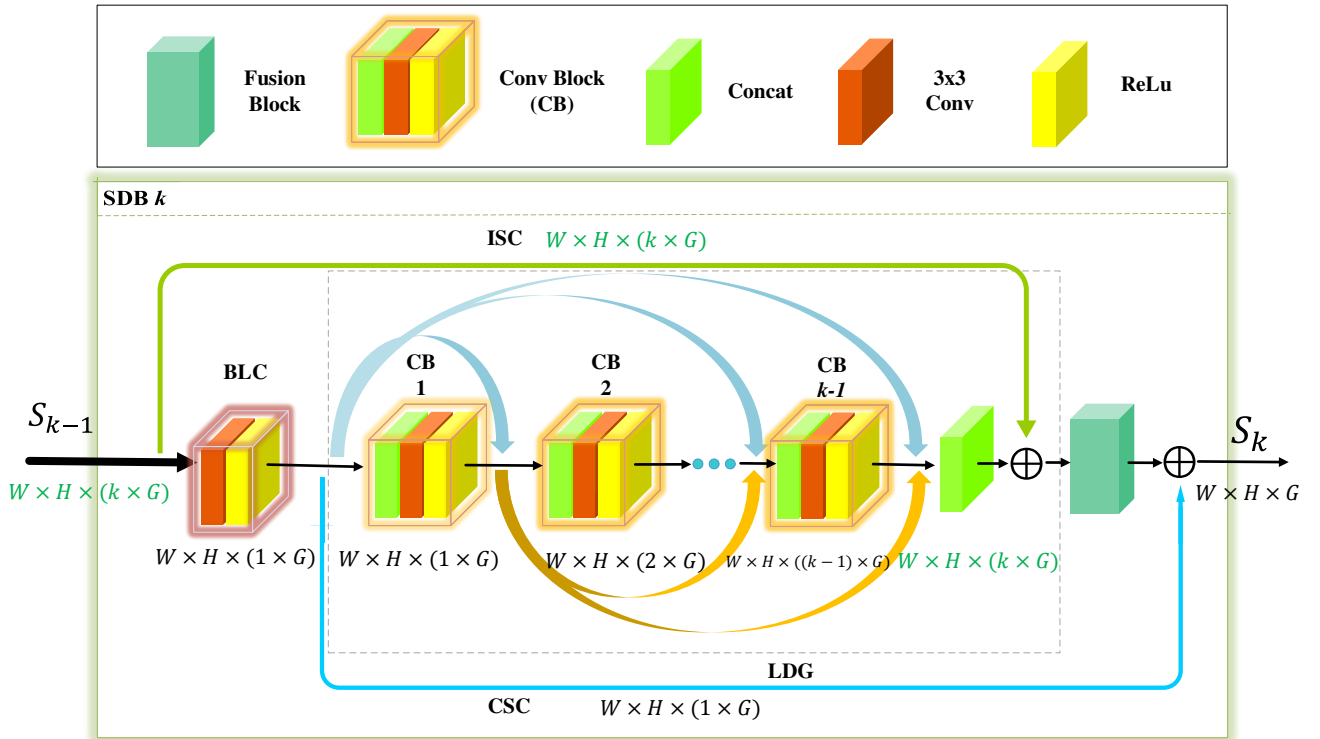 Fusion Block
Conv Block (CB)
Concat
3x3 Conv
ReLu
SDB k
ISC W × H × (k × G)
BLC
CB 1
CB 2
CB k-1
S_{k−1}
S_k
W × H × (k × G)
W × H × G
W × H × (1 × G)
W × H × (1 × G)
W × H × (2 × G)
W × H × ((k − 1) × G)
W × H × (k × G)
LDG
CSC W × H × (1 × G)